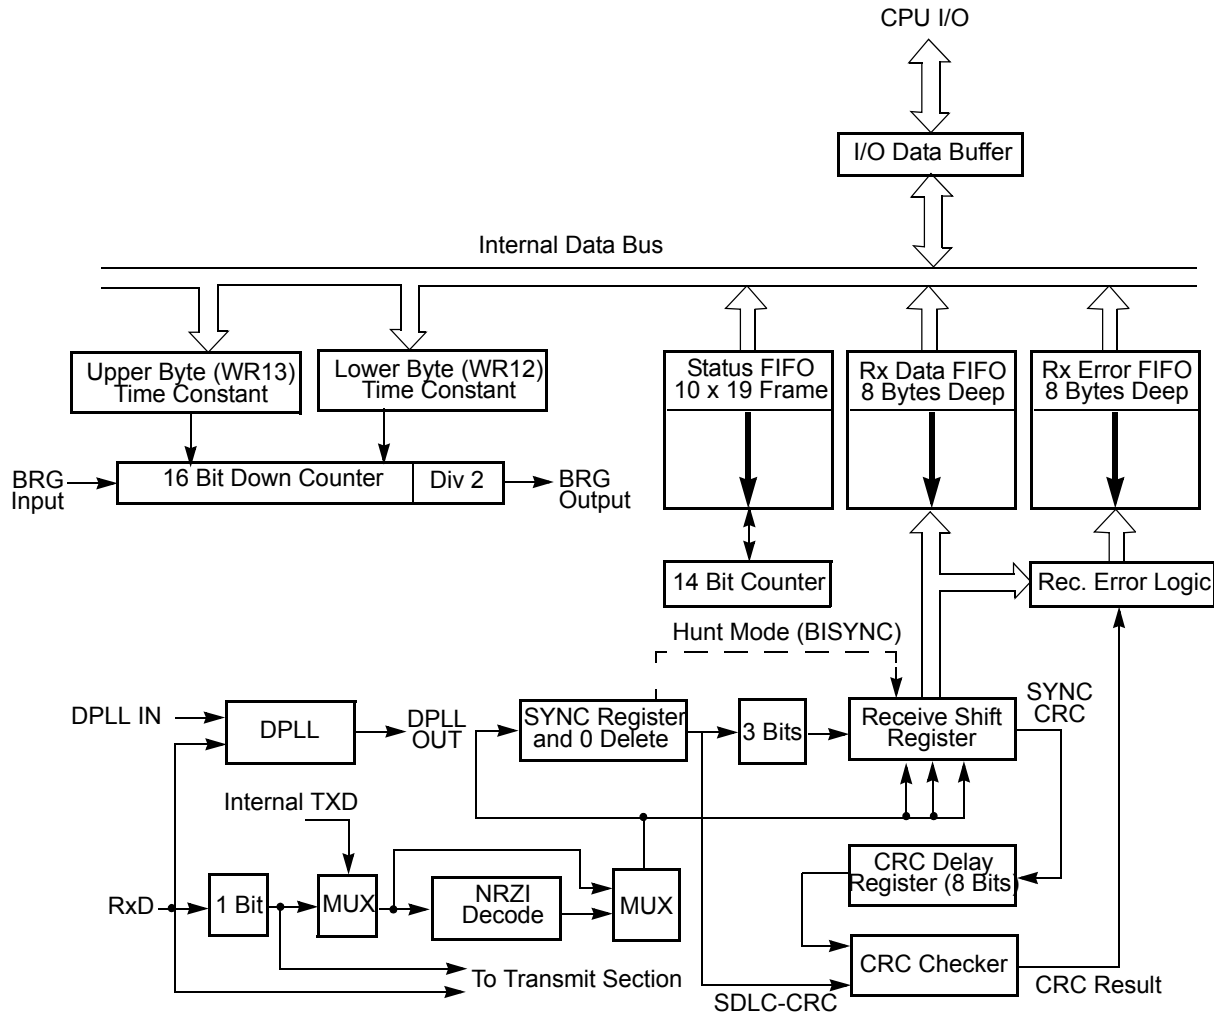 CPU I/O
I/O Data Buffer
Internal Data Bus
Upper Byte (WR13)
Time Constant
Lower Byte (WR12)
Time Constant
Status FIFO
10 x 19 Frame
Rx Data FIFO
8 Bytes Deep
Rx Error FIFO
8 Bytes Deep
BRG
Input
16 Bit Down Counter
Div 2
BRG
Output
14 Bit Counter
Rec. Error Logic
Hunt Mode (BISYNC)
DPLL IN
DPLL
DPLL
OUT
SYNC Register
and 0 Delete
3 Bits
Receive Shift
Register
SYNC
CRC
Internal TXD
RxD
1 Bit
MUX
NRZI
Decode
MUX
CRC Delay
Register (8 Bits)
To Transmit Section
CRC Checker
SDLC-CRC
CRC Result